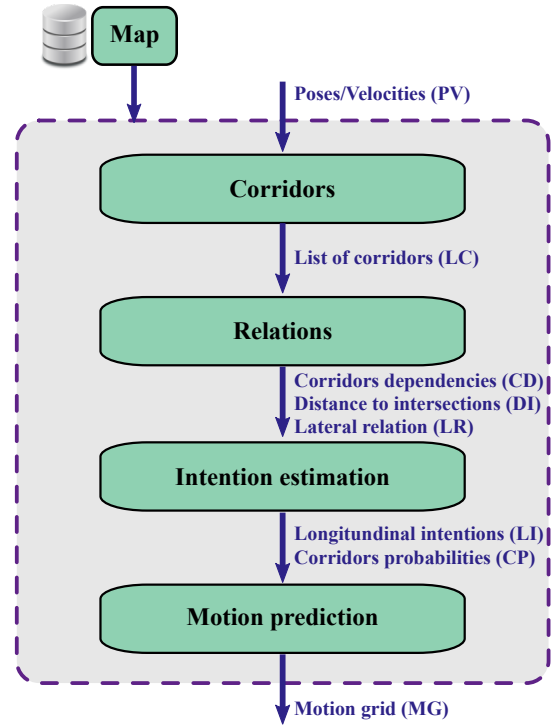 Map
Poses/Velocities (PV)
Corridors
List of corridors (LC)
Relations
Corridors dependencies (CD)
Distance to intersections (DI)
Lateral relation (LR)
Intention estimation
Longitundinal intentions (LI)
Corridors probabilities (CP)
Motion prediction
Motion grid (MG)